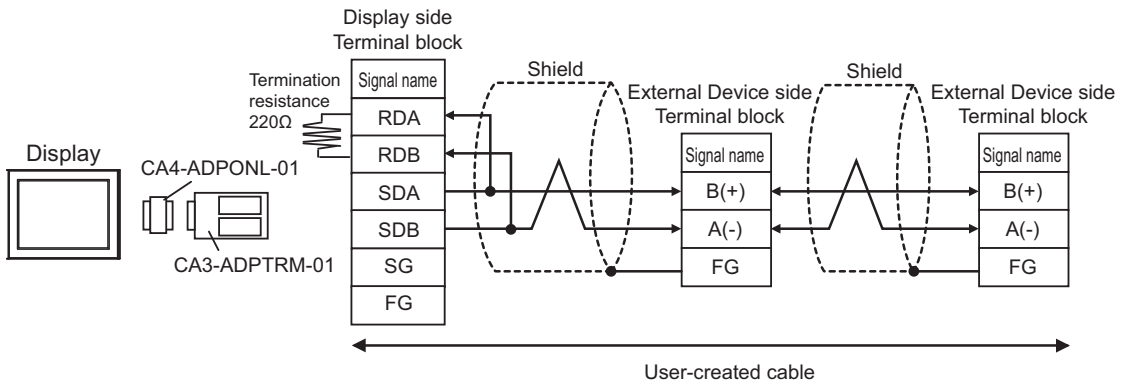 Display side
Terminal block
Termination
resistance
220Ω
Signal name
RDA
RDB
SDA
SDB
SG
FG
Display
CA4-ADPONL-01
CA3-ADPTRM-01
Shield
External Device side
Terminal block
Signal name
B(+)
A(-)
FG
Shield
External Device side
Terminal block
Signal name
B(+)
A(-)
FG
User-created cable